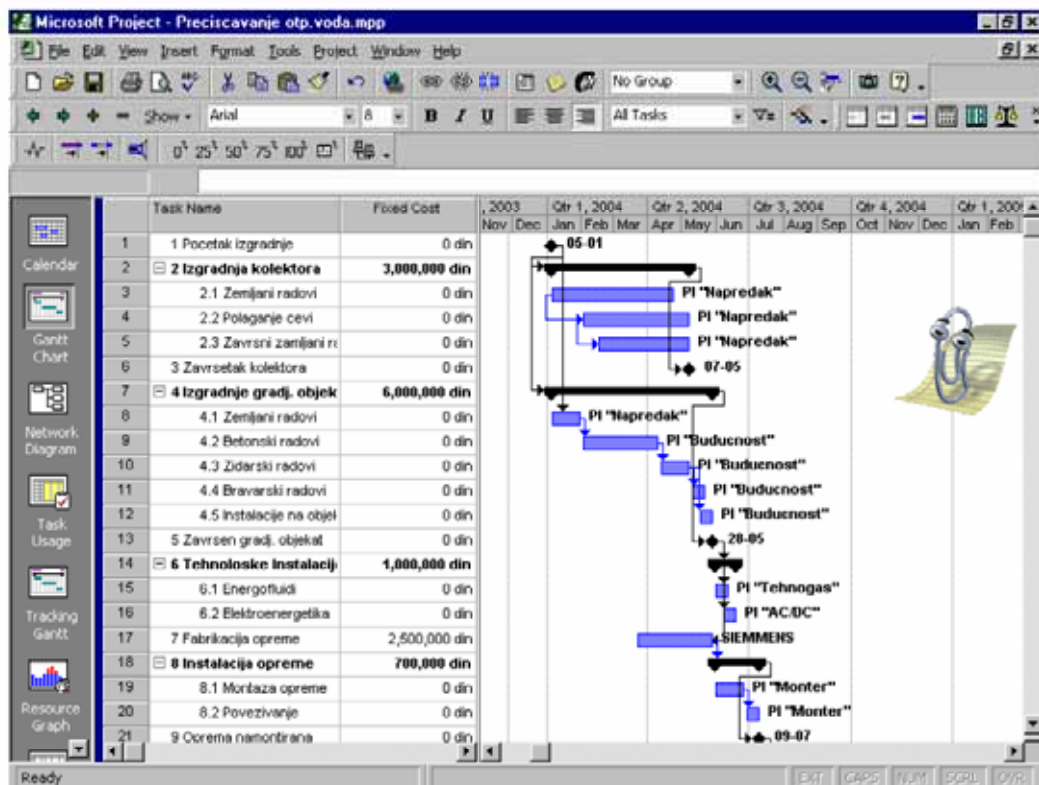 Microsoft Project - Preciscavanje otp.voda.mpp
File Edit View Insert Format Tools Project Window Help
No Group
Show Arial 8 B I U All Tasks
0% 25% 50% 75% 100%
Task Name Fixed Cost , 2003 Qtr 1, 2004 Qtr 2, 2004 Qtr 3, 2004 Qtr 4, 2004 Qtr 1, 200
Nov Dec Jan Feb Mar Apr May Jun Jul Aug Sep Oct Nov Dec Jan Feb
1 1 Pocetak izgradnje 0 din 05-01
2 2 Izgradnja kolektora 3,000,000 din
3 2.1 Zemljani radovi 0 din PI "Napredak"
4 2.2 Polaganje cevi 0 din PI "Napredak"
5 2.3 Zavrsni zamljani r 0 din PI "Napredak"
6 3 Zavrsetak kolektora 0 din 07-05
7 4 Izgradnje gradj. objek 6,000,000 din
8 4.1 Zemljani radovi 0 din PI "Napredak"
9 4.2 Betonski radovi 0 din PI "Buducnost"
10 4.3 Zidarski radovi 0 din PI "Buducnost"
11 4.4 Bravarski radovi 0 din PI "Buducnost"
12 4.5 Instalacije na objel 0 din PI "Buducnost"
13 5 Zavrsen gradj. objekat 0 din 28-05
14 6 Tehnoloske Instalacij 1,000,000 din
15 6.1 Energofluidi 0 din PI "Tehnogas"
16 6.2 Elektroenergetika 0 din PI "AC/DC"
17 7 Fabrikacija opreme 2,500,000 din SIEMMENS
18 8 Instalacija opreme 700,000 din
19 8.1 Montaza opreme 0 din PI "Monter"
20 8.2 Povezivanje 0 din PI "Monter"
21 9 Oprema namontirana 0 din 09-07
Calendar
Gantt
Chart
Network
Diagram
Task
Usage
Tracking
Gantt
Resource
Graph
Ready EXT CAPS NUM SCRL OVR